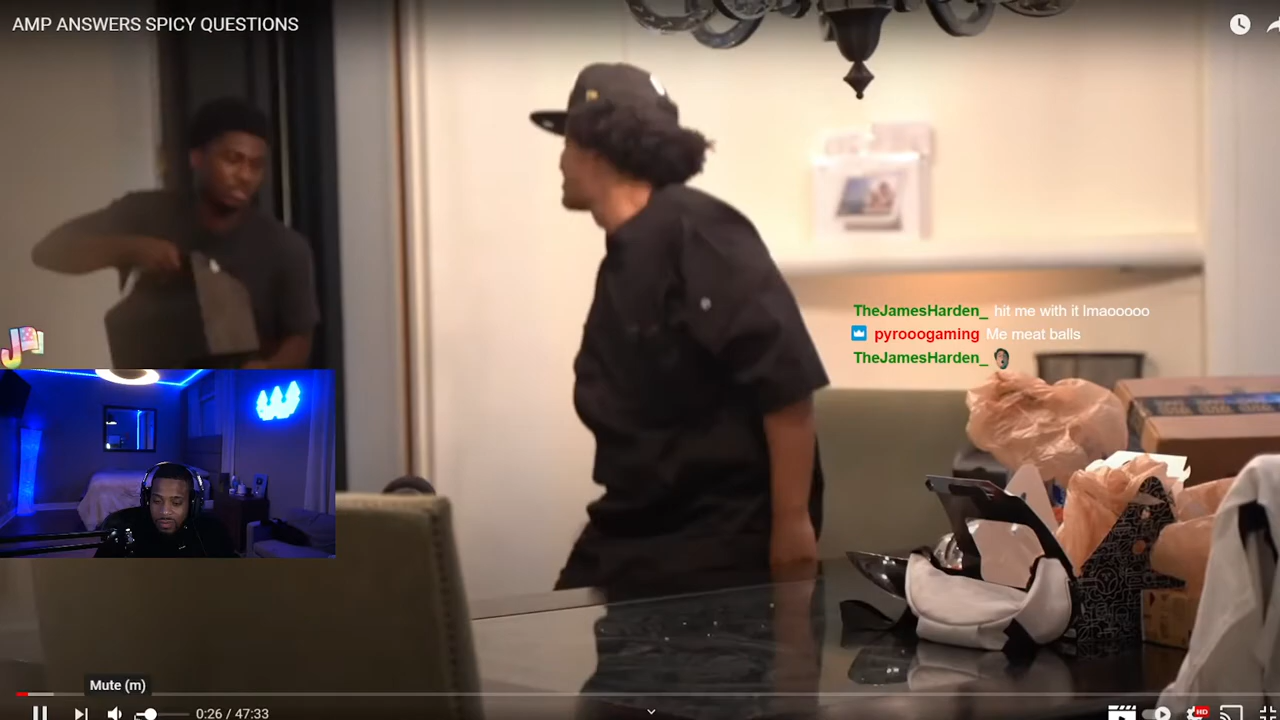 AMP ANSWERS SPICY QUESTIONS
TheJamesHarden_ hit me with it lmaooooo
pyrooogaming Me meat balls
TheJamesHarden_
Mute (m)
0:26 / 47:33
HD